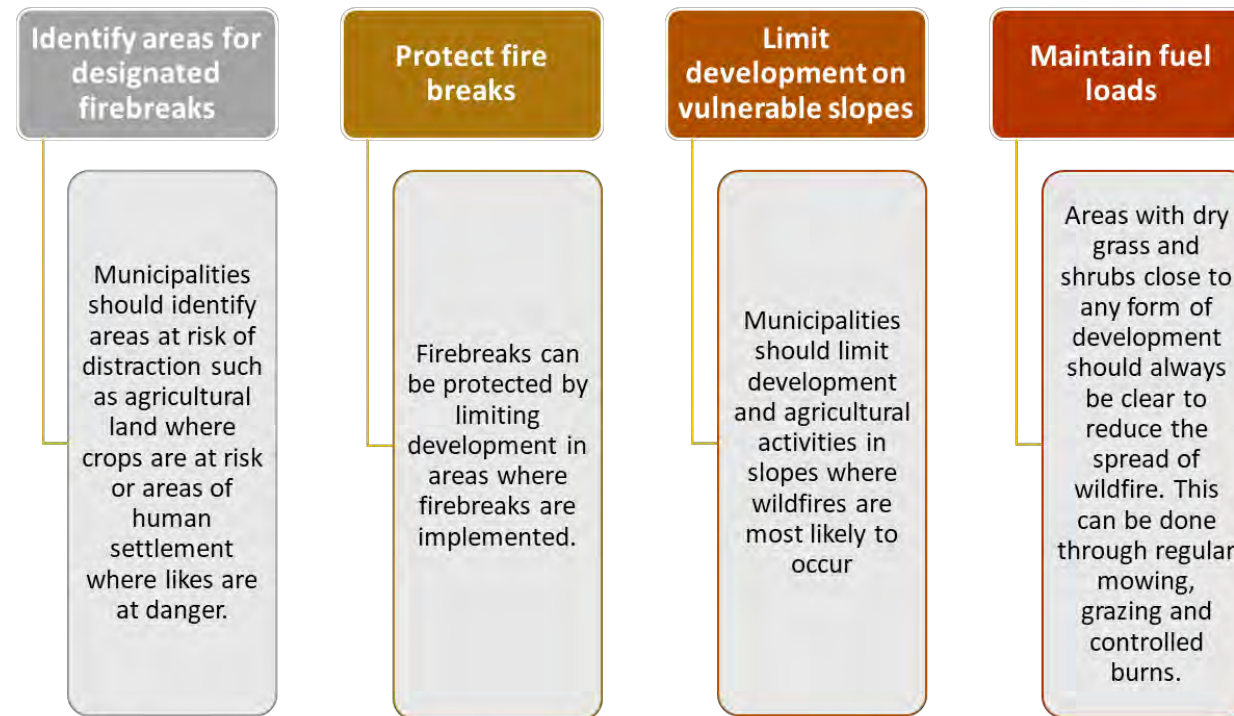 Identify areas for
designated
firebreaks
Municipalities
should identify
areas at risk of
distraction such
as agricultural
land where
crops are at risk
or areas of
human
settlement
where likes are
at danger.
Protect fire
breaks
Firebreaks can
be protected by
limiting
development in
areas where
firebreaks are
implemented.
Limit
development on
vulnerable slopes
Municipalities
should limit
development
and agricultural
activities in
slopes where
wildfires are
most likely to
occur
Maintain fuel
loads
Areas with dry
grass and
shrubs close to
any form of
development
should always
be clear to
reduce the
spread of
wildfire. This
can be done
through regular
mowing,
grazing and
controlled
burns.